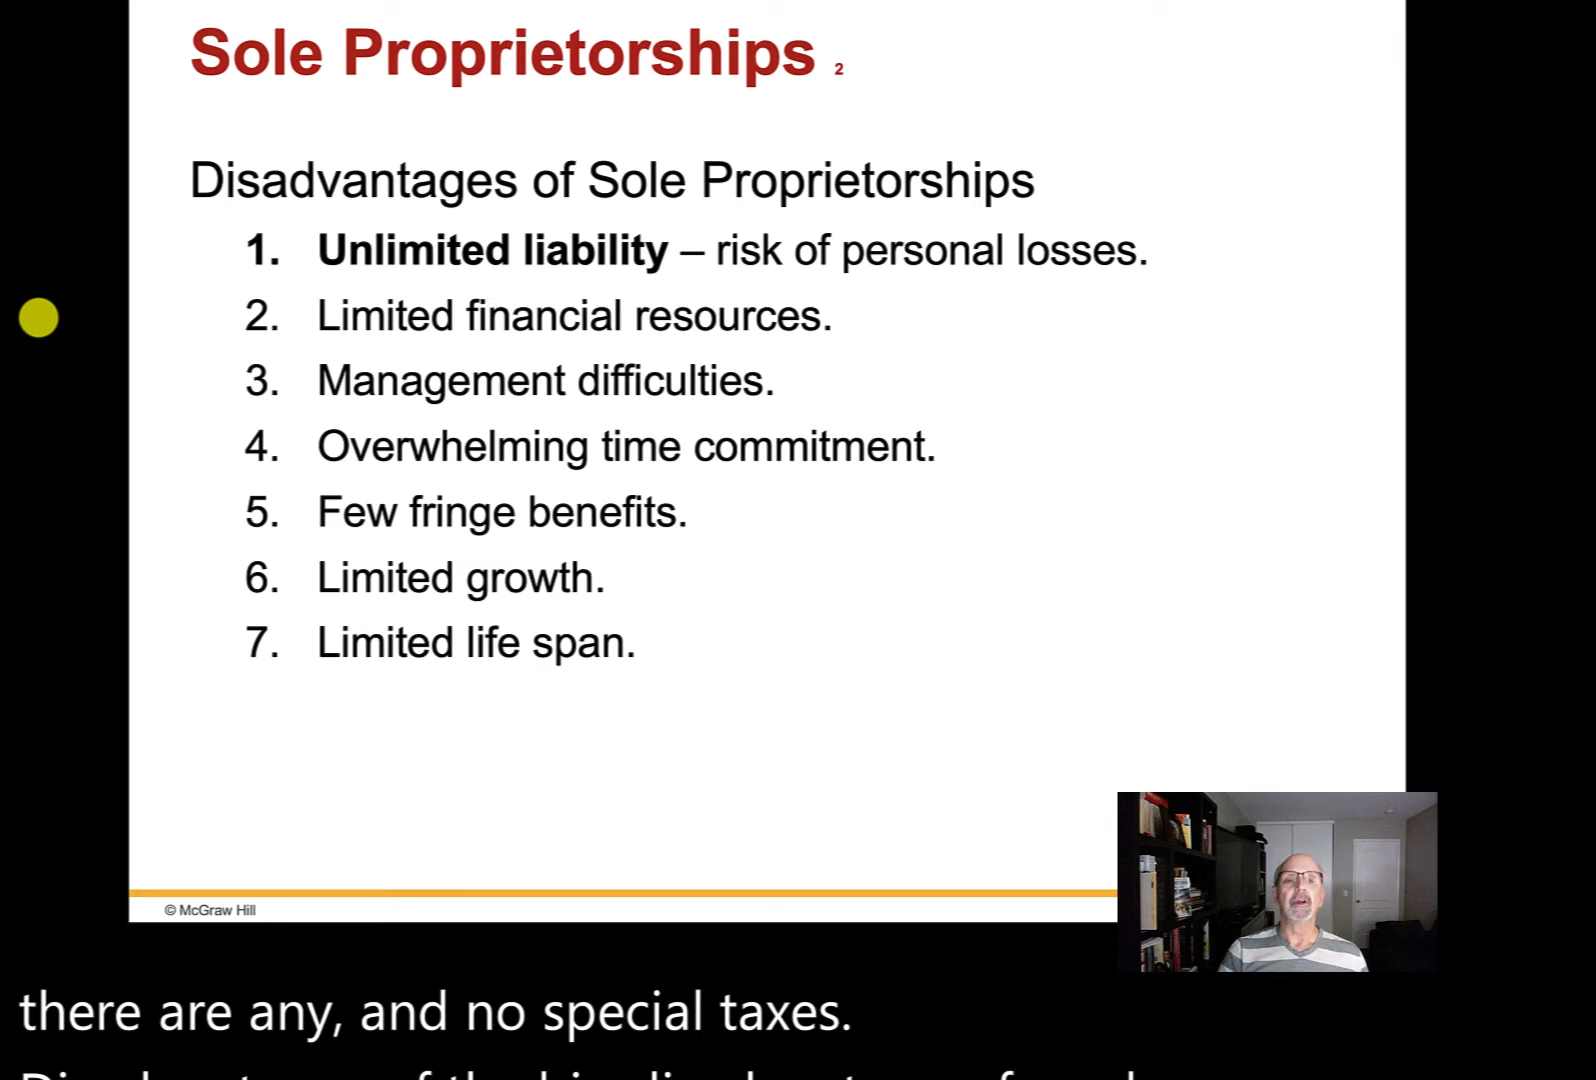 Sole Proprietorships 2
Disadvantages of Sole Proprietorships
1. Unlimited liability – risk of personal losses.
2. Limited financial resources.
3. Management difficulties.
4. Overwhelming time commitment.
5. Few fringe benefits.
6. Limited growth.
7. Limited life span.
© McGraw Hill
there are any, and no special taxes.